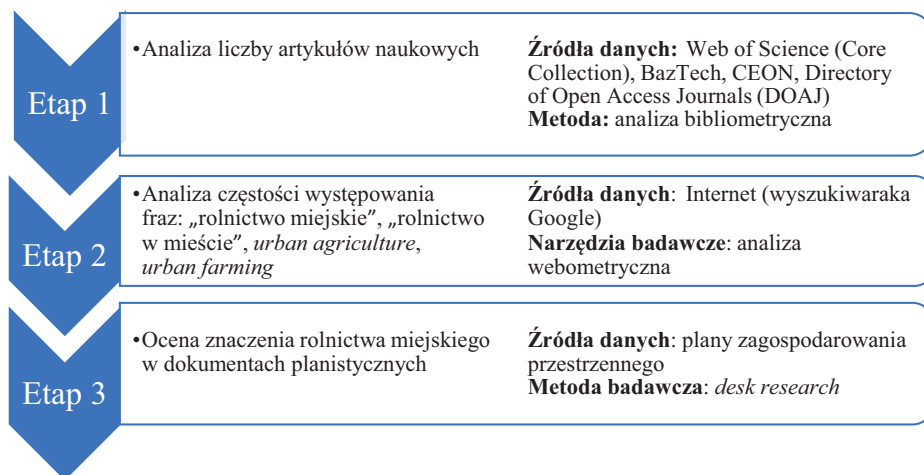 Etap 1
•Analiza liczby artykułów naukowych
Źródła danych: Web of Science (Core
Collection), BazTech, CEON, Directory
of Open Access Journals (DOAJ)
Metoda: analiza bibliometryczna
Etap 2
•Analiza częstości występowania
fraz: „rolnictwo miejskie”, „rolnictwo
w mieście”, urban agriculture,
urban farming
Źródła danych: Internet (wyszukiwaraka
Google)
Narzędzia badawcze: analiza
webometryczna
Etap 3
•Ocena znaczenia rolnictwa miejskiego
w dokumentach planistycznych
Źródła danych: plany zagospodarowania
przestrzennego
Metoda badawcza: desk research